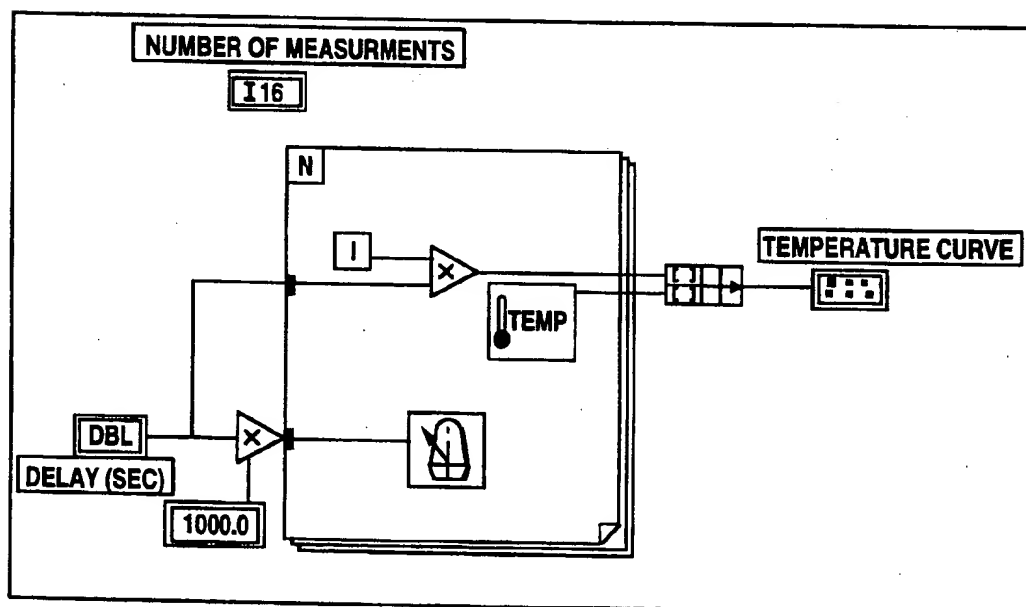 NUMBER OF MEASURMENTS
I16
N
I
X
TEMPERATURE CURVE
TEMP
DBL
X
DELAY (SEC)
1000.0